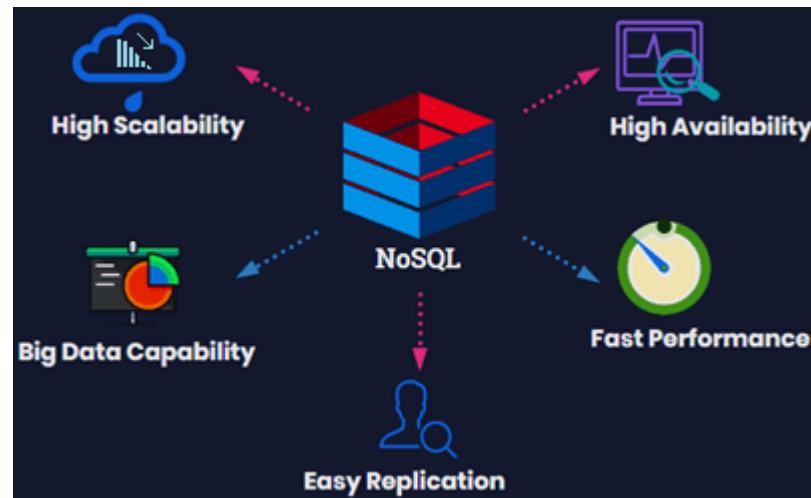 High Scalability
High Availability
NoSQL
Big Data Capability
Fast Performance
Easy Replication